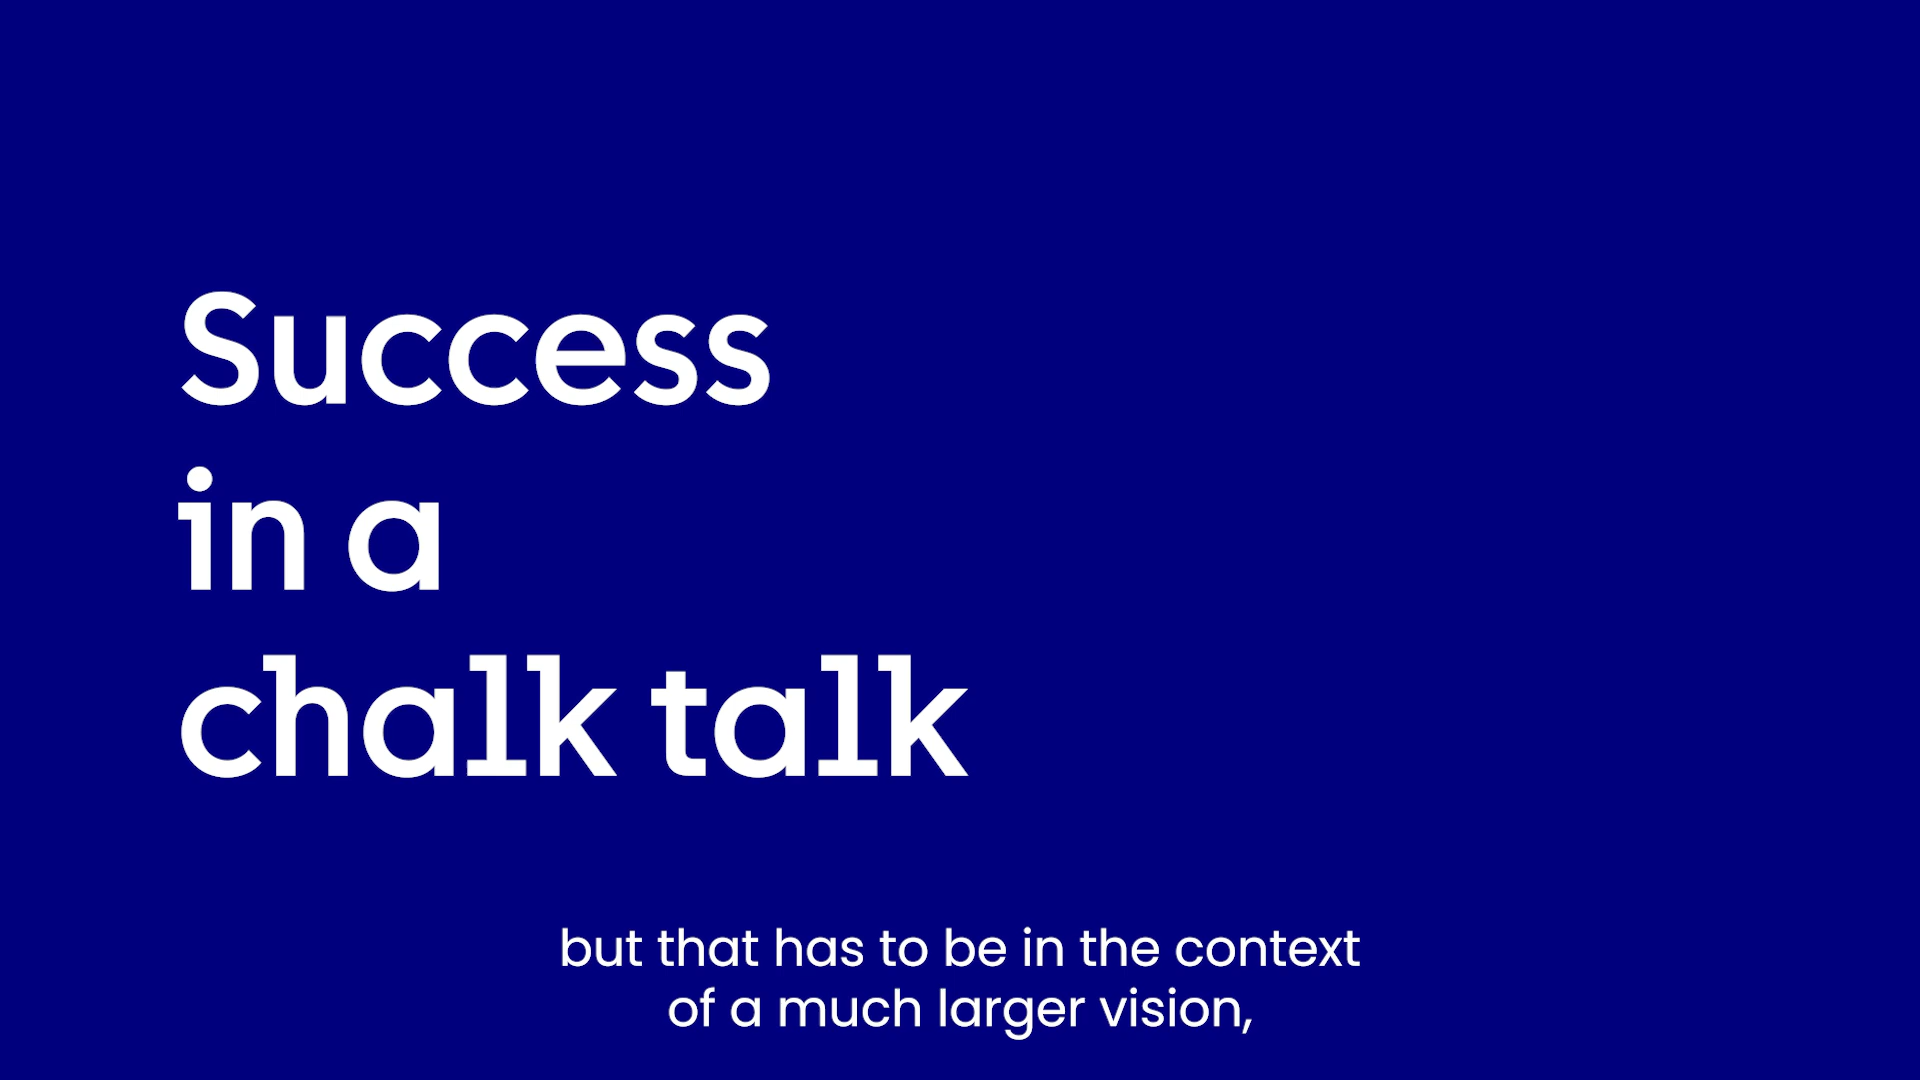 Success
in a
chalk talk
but that has to be in the context
of a much larger vision,